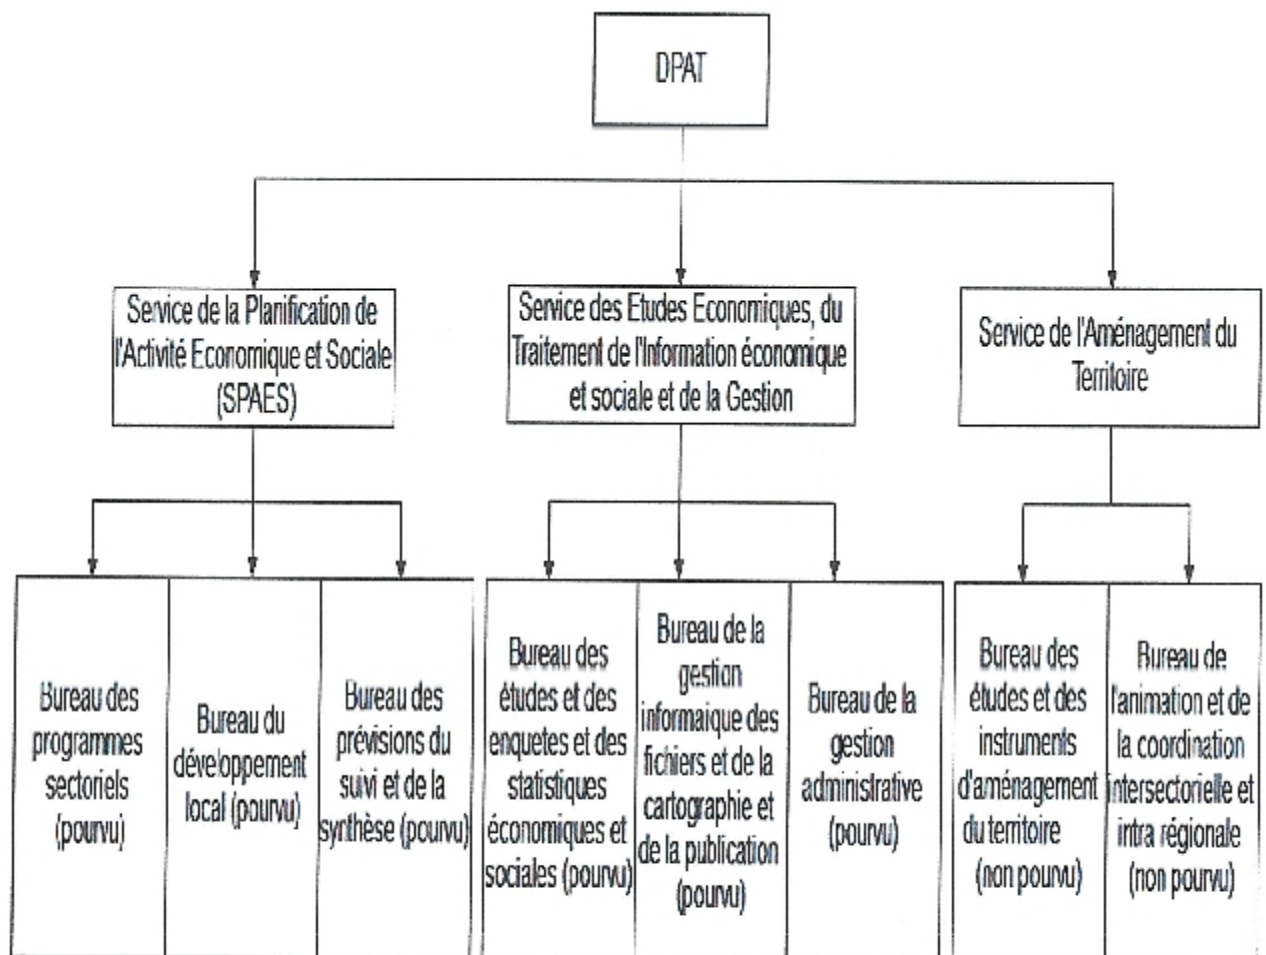 DPAT
Service de la Planification de
l'Activité Economique et Sociale
(SPAES)
Service des Etudes Economiques, du
Traitement de l'Information économique
et sociale et de la Gestion
Service de l'Aménagement du
Territoire
Bureau des
programmes
sectoriels
(pourvu)
Bureau du
développement
local (pourvu)
Bureau des
prévisions du
suivi et de la
synthèse (pourvu)
Bureau des
études et des
enquetes et des
statistiques
économiques et
sociales (pourvu)
Bureau de la
gestion
informaique des
fichiers et de la
cartographie et
de la publication
(pourvu)
Bureau de la
gestion
administrative
(pourvu)
Bureau des
études et des
instruments
d'aménagement
du territoire
(non pourvu)
Bureau de
l'animation et de
la coordination
intersectorielle et
intra régionale
(non pourvu)